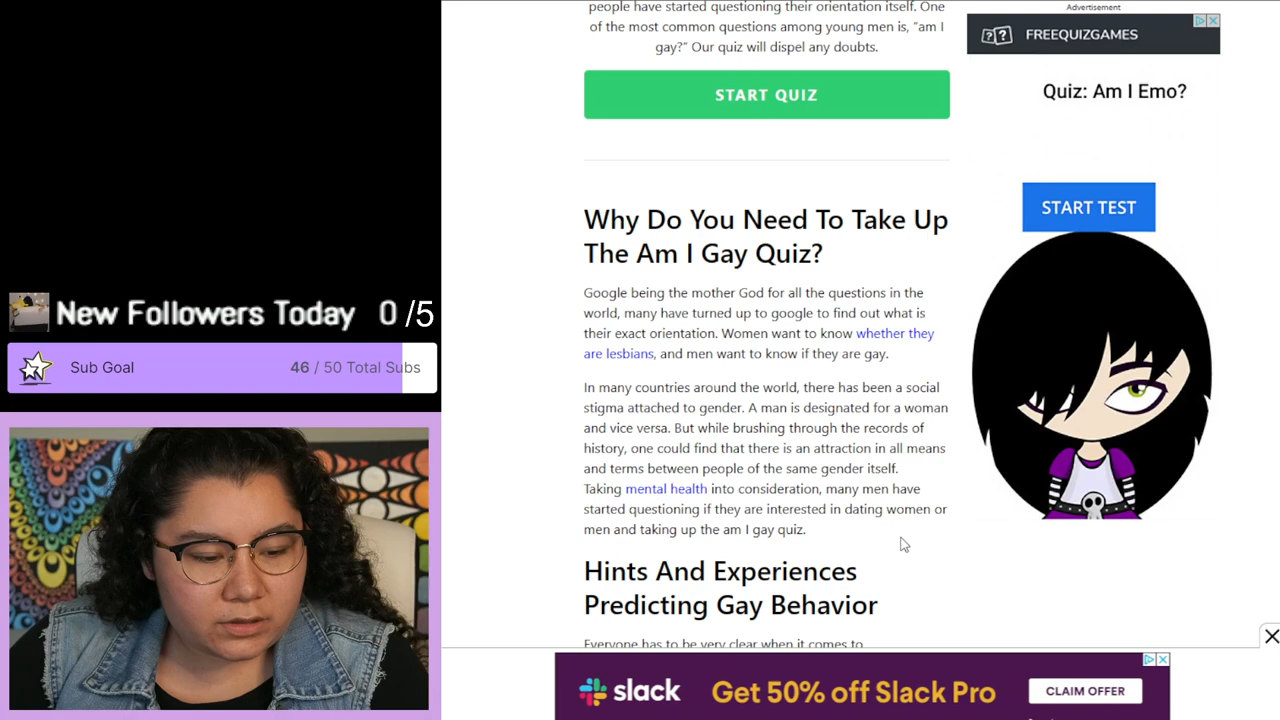 people have started questioning their orientation itself. One
of the most common questions among young men is, “am I
gay?” Our quiz will dispel any doubts.
START QUIZ
Why Do You Need To Take Up
The Am I Gay Quiz?
Google being the mother God for all the questions in the
world, many have turned up to google to find out what is
their exact orientation. Women want to know whether they
are lesbians, and men want to know if they are gay.
In many countries around the world, there has been a social
stigma attached to gender. A man is designated for a woman
and vice versa. But while brushing through the records of
history, one could find that there is an attraction in all means
and terms between people of the same gender itself.
Taking mental health into consideration, many men have
started questioning if they are interested in dating women or
men and taking up the am I gay quiz.
Hints And Experiences
Predicting Gay Behavior
Everyone has to be very clear when it comes to
Advertisement
FREEQUIZGAMES
Quiz: Am I Emo?
START TEST
New Followers Today 0 /5
Sub Goal 46 / 50 Total Subs
slack Get 50% off Slack Pro CLAIM OFFER